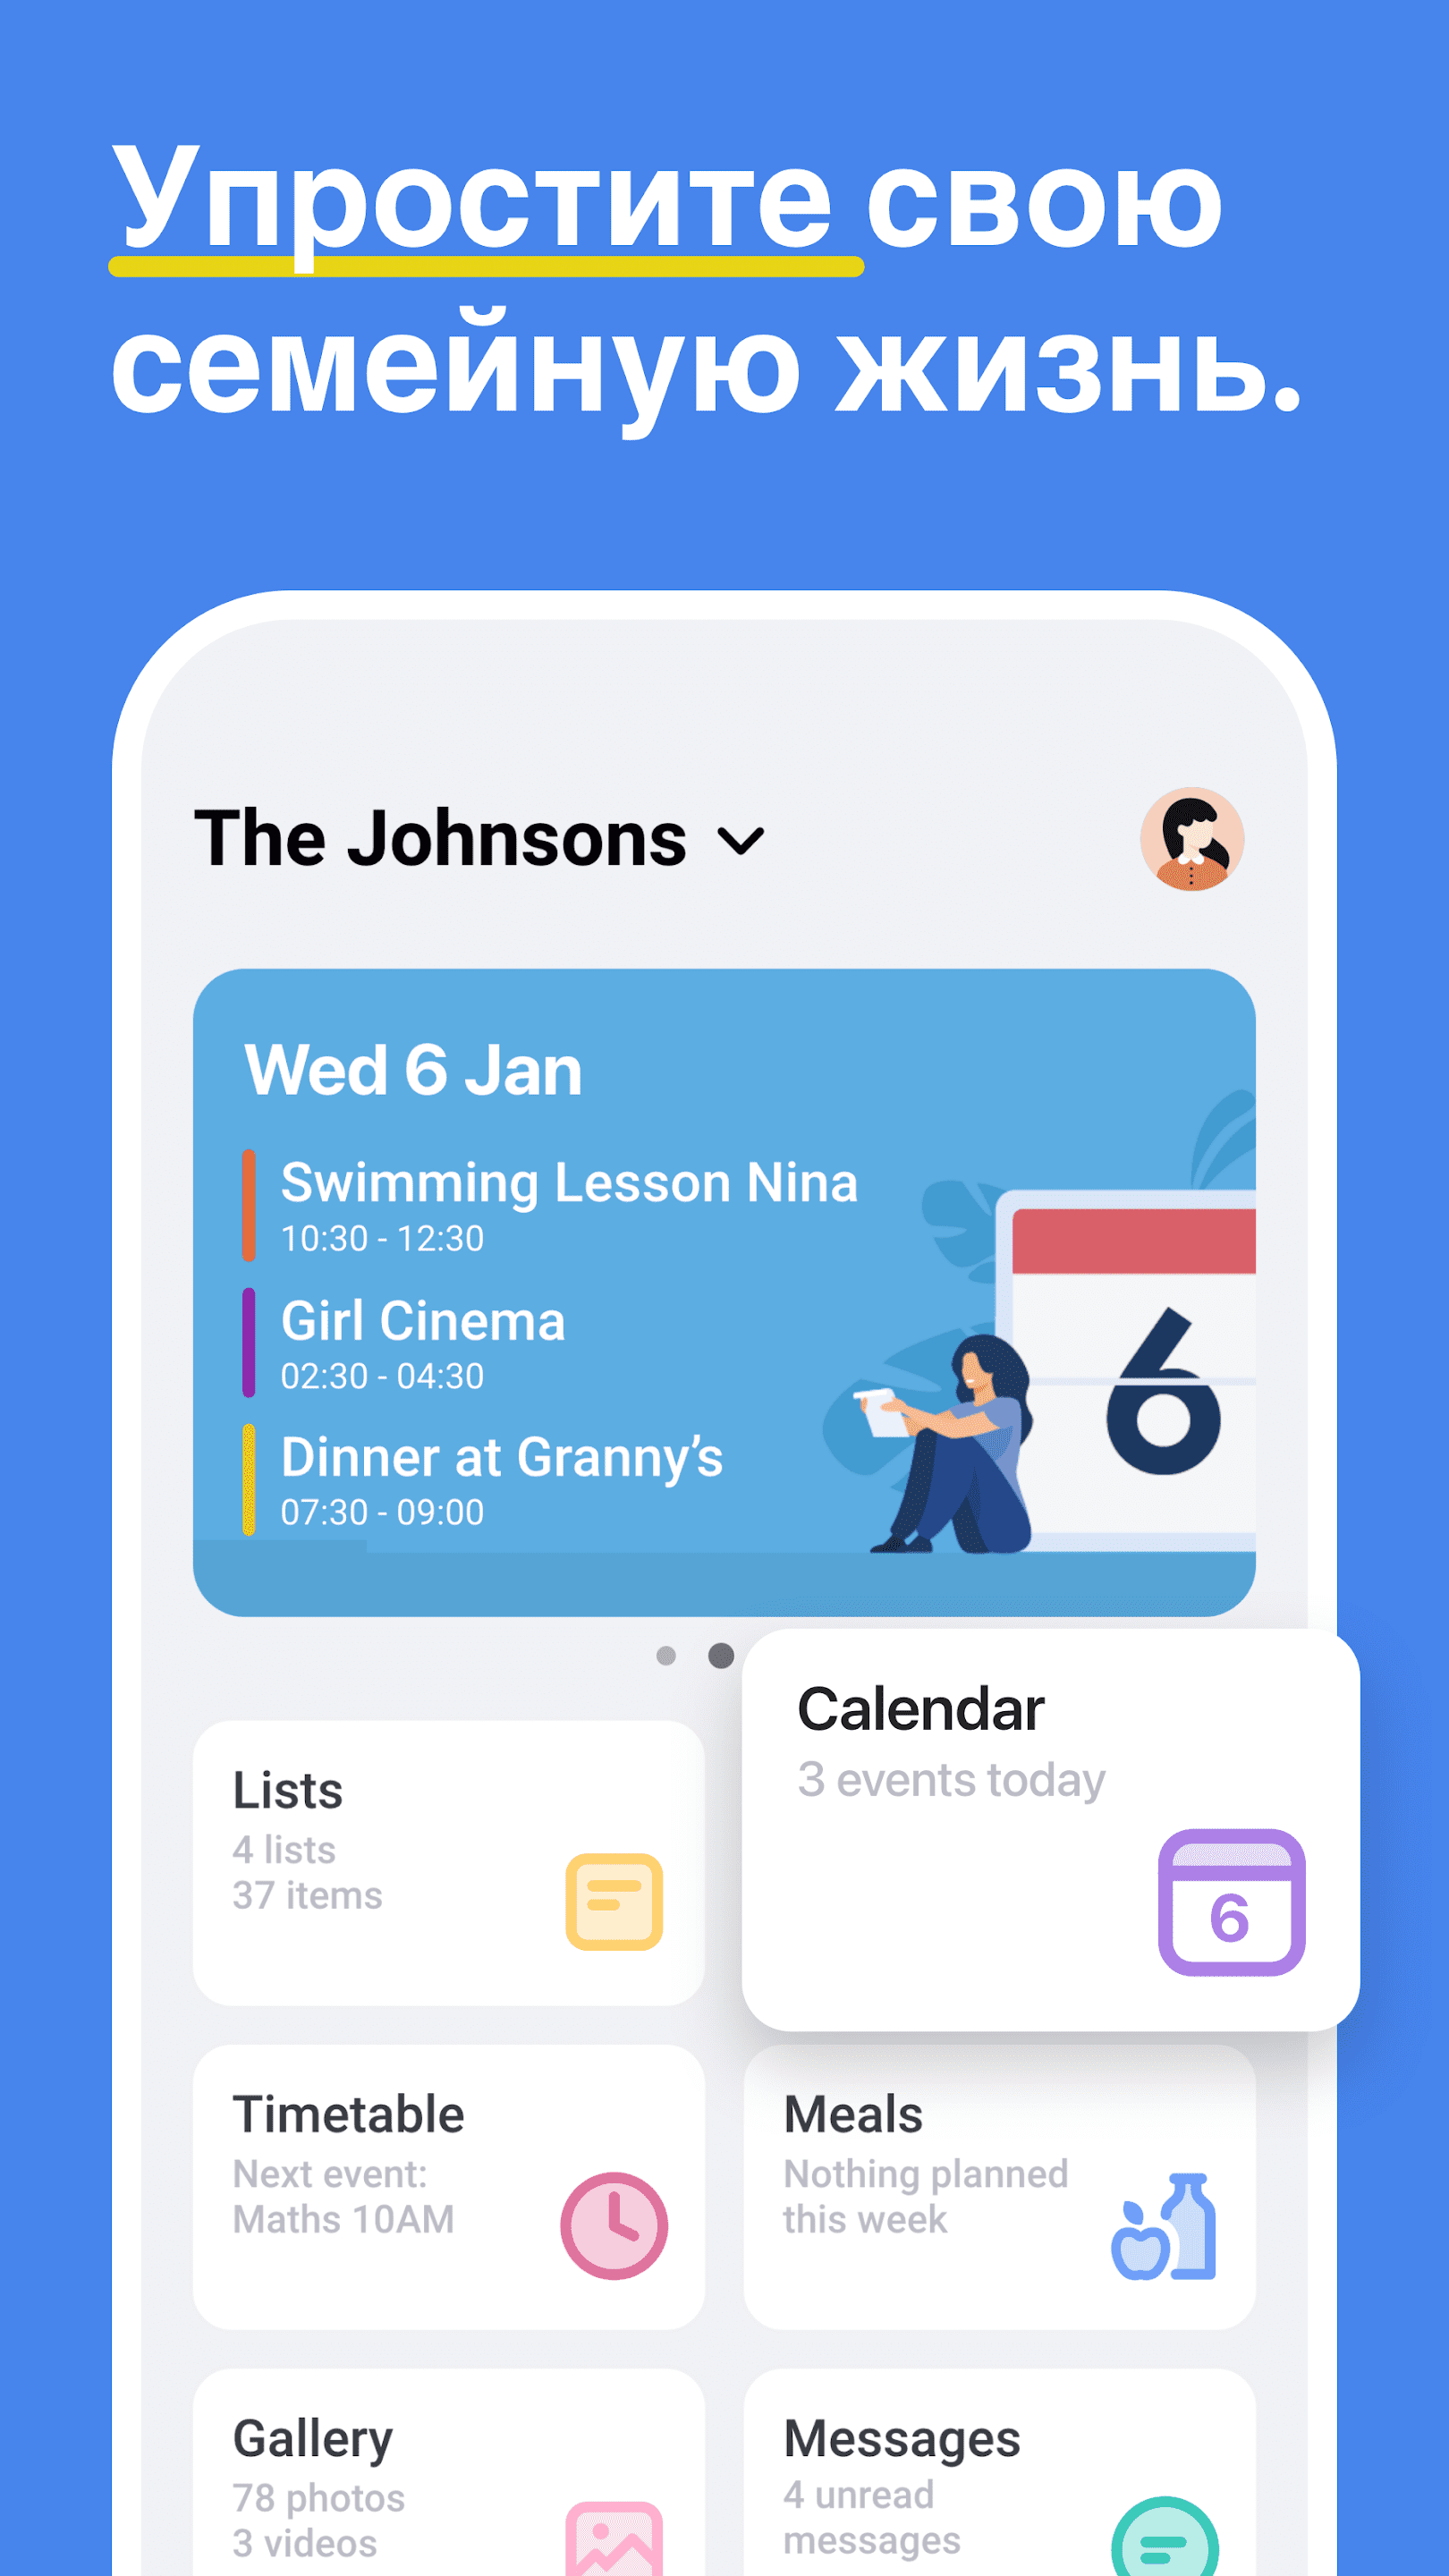 Упростите свою
семейную жизнь.
The Johnsons
Wed 6 Jan
Swimming Lesson Nina
10:30 - 12:30
Girl Cinema
02:30 - 04:30
Dinner at Granny’s
07:30 - 09:00
6
Lists
4 lists
37 items
Calendar
3 events today
6
Timetable
Next event:
Maths 10AM
Meals
Nothing planned
this week
Gallery
78 photos
3 videos
Messages
4 unread
messages